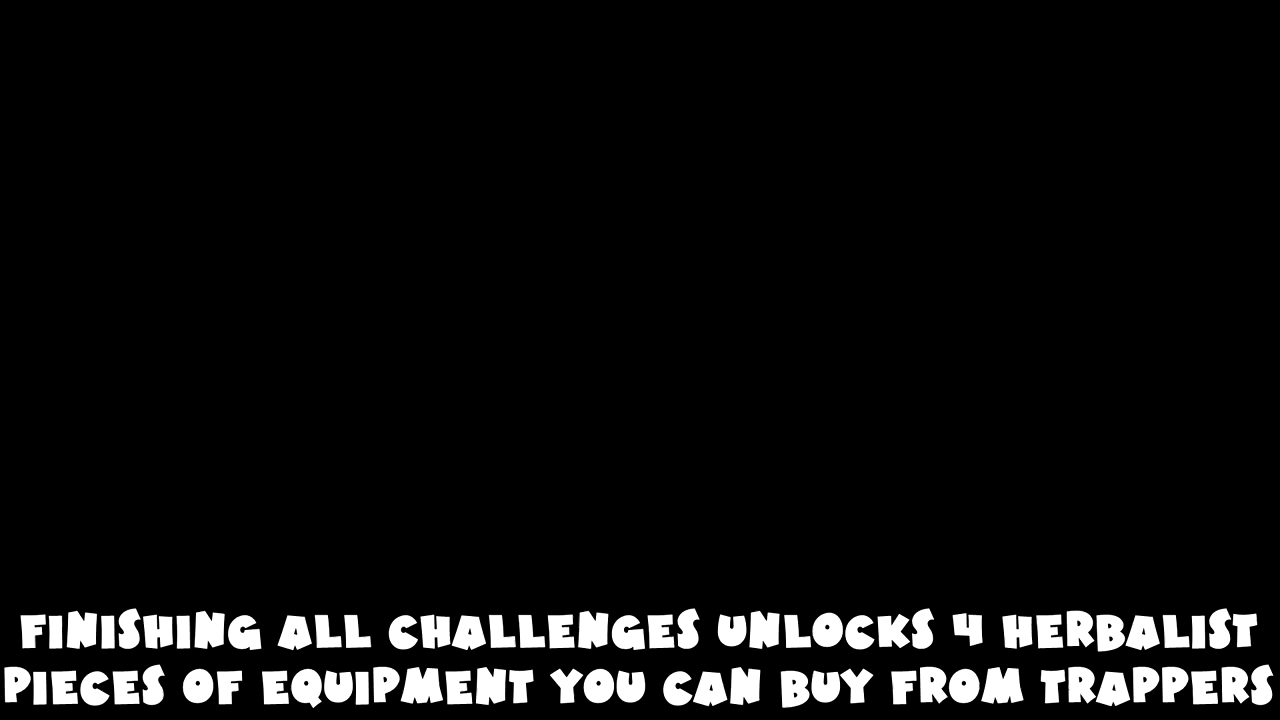 FINISHING ALL CHALLENGES UNLOCKS 4 HERBALIST
PIECES OF EQUIPMENT YOU CAN BUY FROM TRAPPERS